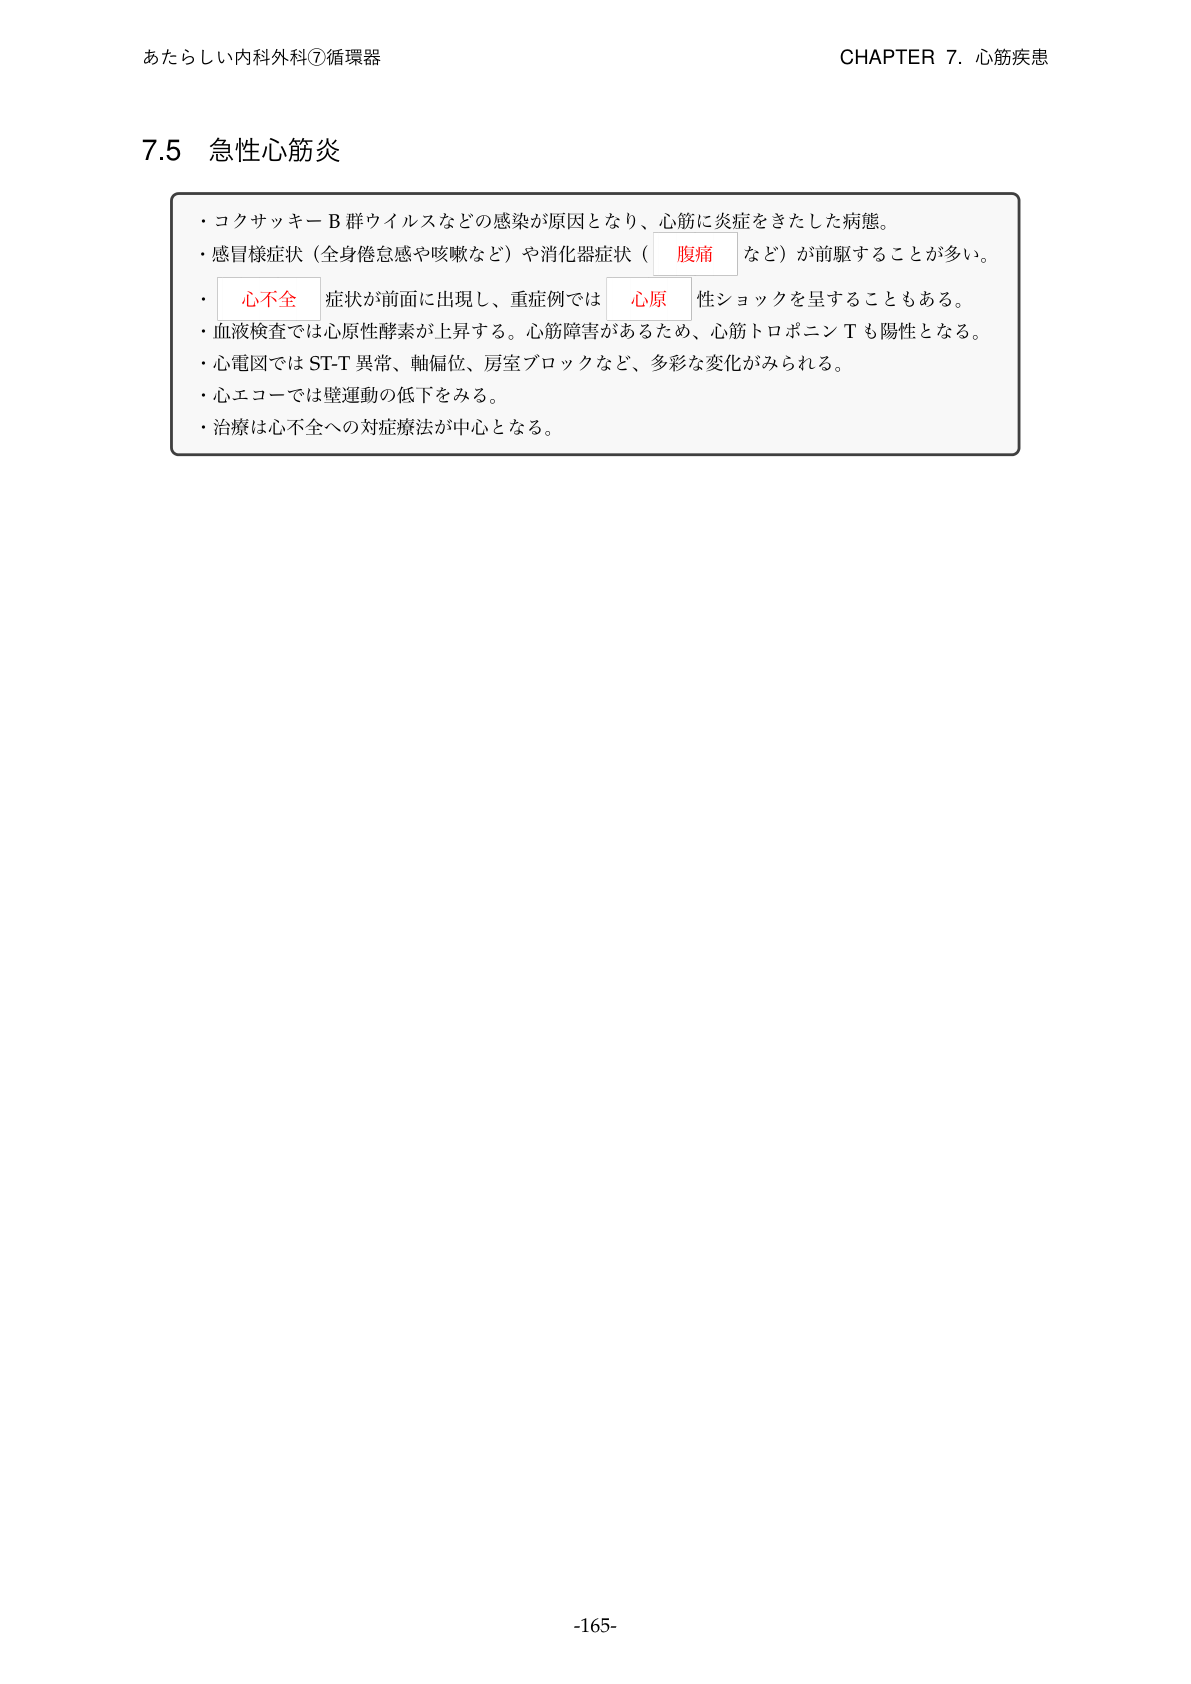 あたらしい内科外科⑦循環器
CHAPTER 7. 心筋疾患
7.5 急性心筋炎
・コクサッキー B 群ウイルスなどの感染が原因となり、心筋に炎症をきたした病態。
・感冒様症状（全身倦怠感や咳嗽など）や消化器症状（ 腹痛 など）が前駆することが多い。
・ 心不全 症状が前面に出現し、重症例では 心原 性ショックを呈することもある。
・血液検査では心原性酵素が上昇する。心筋障害があるため、心筋トロポニン T も陽性となる。
・心電図では ST-T 異常、軸偏位、房室ブロックなど、多彩な変化がみられる。
・心エコーでは壁運動の低下をみる。
・治療は心不全への対症療法が中心となる。
-165-